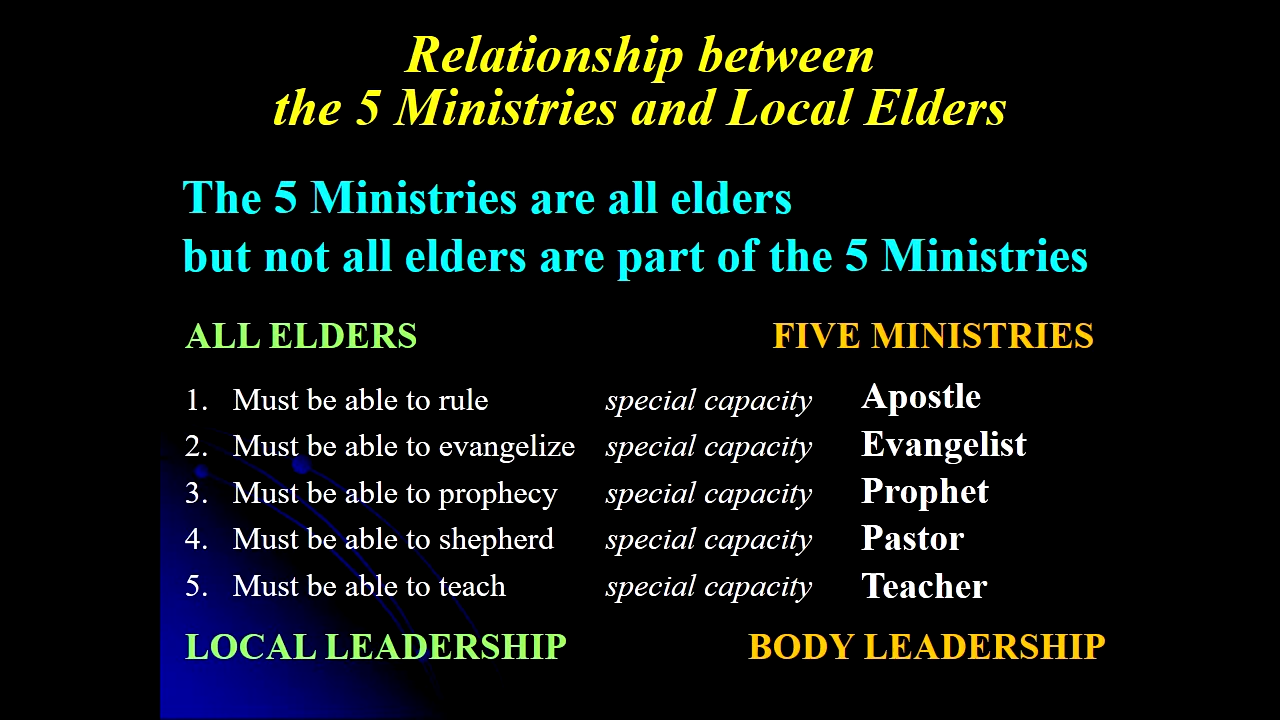 Relationship between
the 5 Ministries and Local Elders
The 5 Ministries are all elders
but not all elders are part of the 5 Ministries
ALL ELDERS FIVE MINISTRIES
1. Must be able to rule special capacity Apostle
2. Must be able to evangelize special capacity Evangelist
3. Must be able to prophecy special capacity Prophet
4. Must be able to shepherd special capacity Pastor
5. Must be able to teach special capacity Teacher
LOCAL LEADERSHIP BODY LEADERSHIP